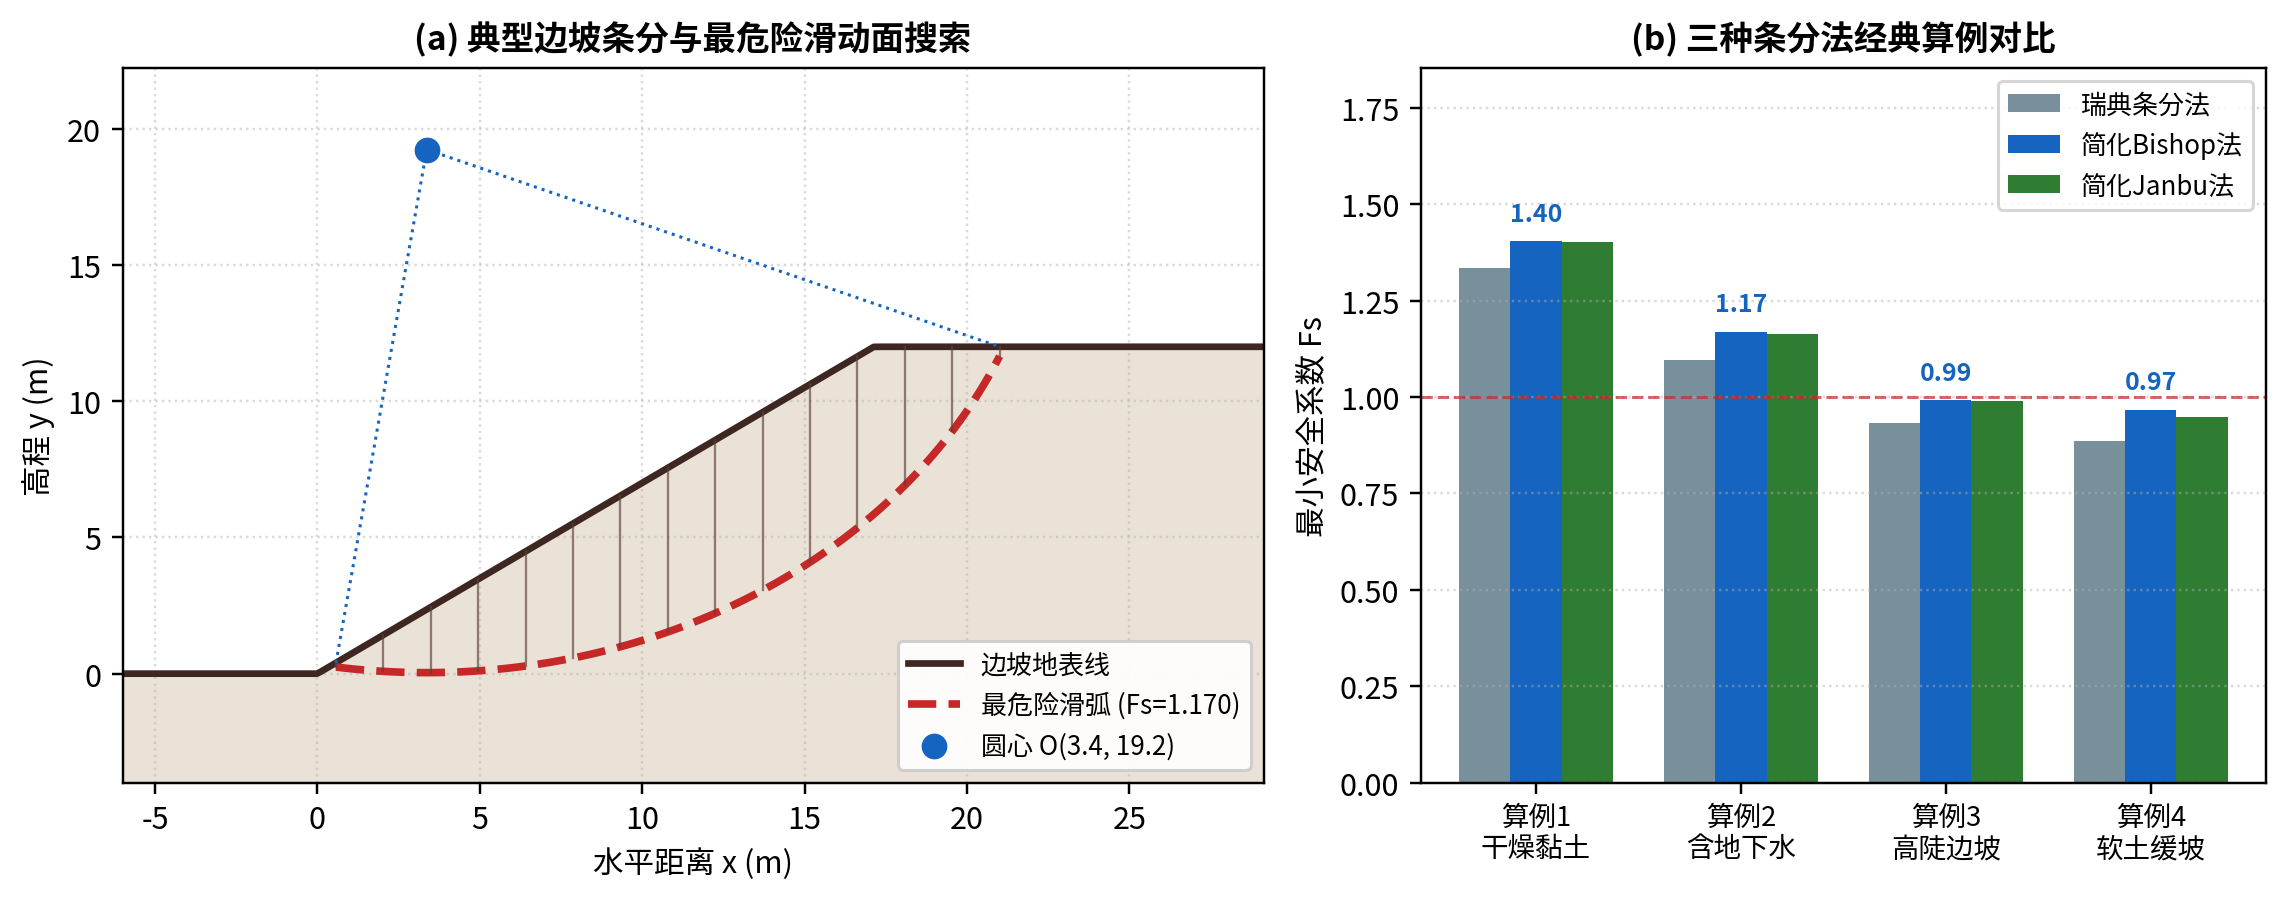 (a) 典型边坡条分与最危险滑动面搜索
高程 y (m)
20
15
10
5
0
-5
0
5
10
15
20
25
水平距离 x (m)
边坡地表线
最危险滑弧 (Fs=1.170)
圆心 O(3.4, 19.2)
(b) 三种条分法经典算例对比
最小安全系数 Fs
1.75
1.50
1.25
1.00
0.75
0.50
0.25
0.00
瑞典条分法
简化Bishop法
简化Janbu法
1.40
1.17
0.99
0.97
算例1
干燥黏土
算例2
含地下水
算例3
高陡边坡
算例4
软土缓坡